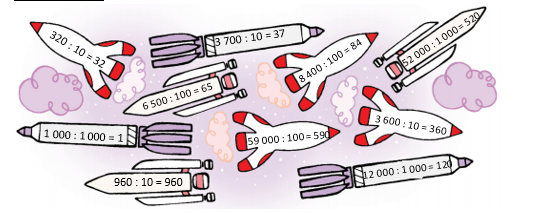 320 : 10 = 32
3 700 : 10 = 37
8 400 : 100 = 84
52 000 : 1 000 = 520
6 500 : 100 = 65
1 000 : 1 000 = 1
59 000 : 100 = 590
3 600 : 10 = 360
960 : 10 = 960
12 000 : 1 000 = 120